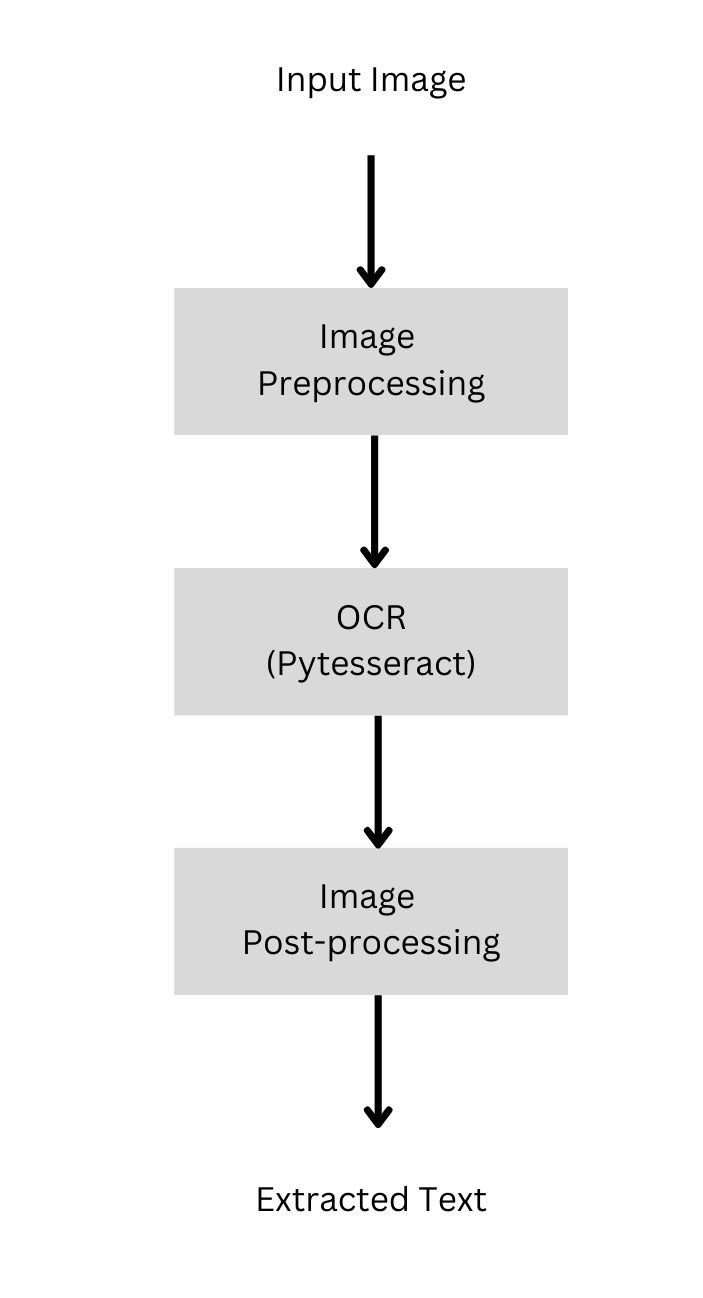 Input Image
Image
Preprocessing
OCR
(Pytesseract)
Image
Post-processing
Extracted Text